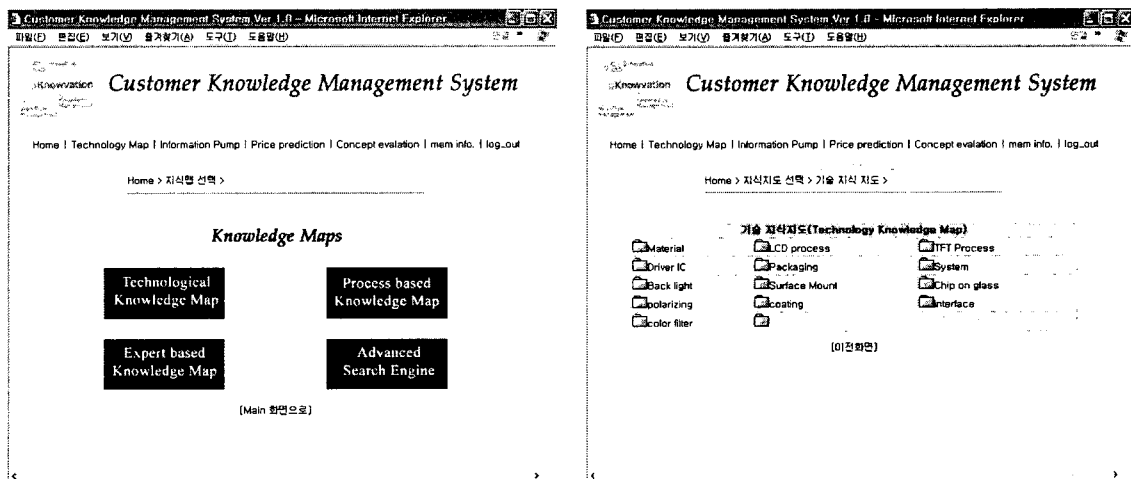 Customer Knowledge Management System Ver 1.0 - Microsoft Internet Explorer
파일(F) 편집(E) 보기(V) 즐겨찾기(A) 도구(T) 도움말(H)
Knowvation
Customer Knowledge Management System
Home | Technology Map | Information Pump | Price prediction | Concept evalation | mem info. | log_out
Home > 지식맵 선택 >
Knowledge Maps
Technological
Knowledge Map
Process based
Knowledge Map
Expert based
Knowledge Map
Advanced
Search Engine
[Main 화면으로]
Customer Knowledge Management System Ver 1.0 - Microsoft Internet Explorer
파일(F) 편집(E) 보기(V) 즐겨찾기(A) 도구(T) 도움말(H)
Knowvation
Customer Knowledge Management System
Home | Technology Map | Information Pump | Price prediction | Concept evalation | mem info. | log_out
Home > 지식지도 선택 > 기술 지식 지도 >
기술 지식지도(Technology Knowledge Map)
Material LCD process TFT Process
Driver IC Packaging System
Back light Surface Mount Chip on glass
polarizing coating Interface
color filter
[이전화면]